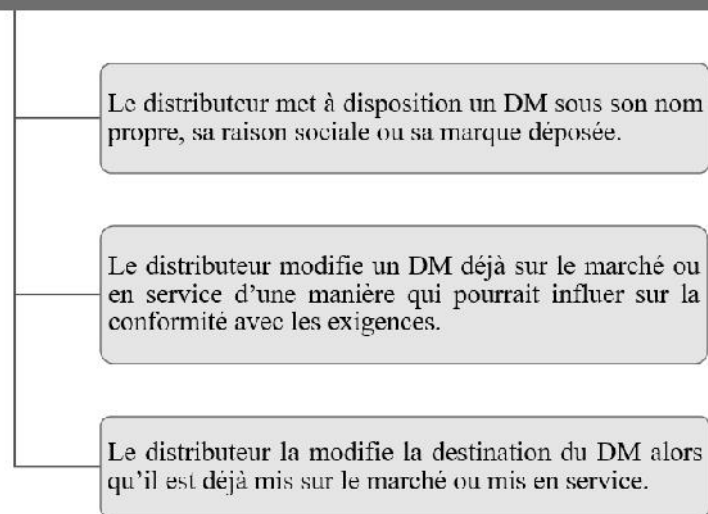 Le distributeur met à disposition un DM sous son nom
propre, sa raison sociale ou sa marque déposée.
Le distributeur modifie un DM déjà sur le marché ou
en service d’une manière qui pourrait influer sur la
conformité avec les exigences.
Le distributeur la modifie la destination du DM alors
qu’il est déjà mis sur le marché ou mis en service.